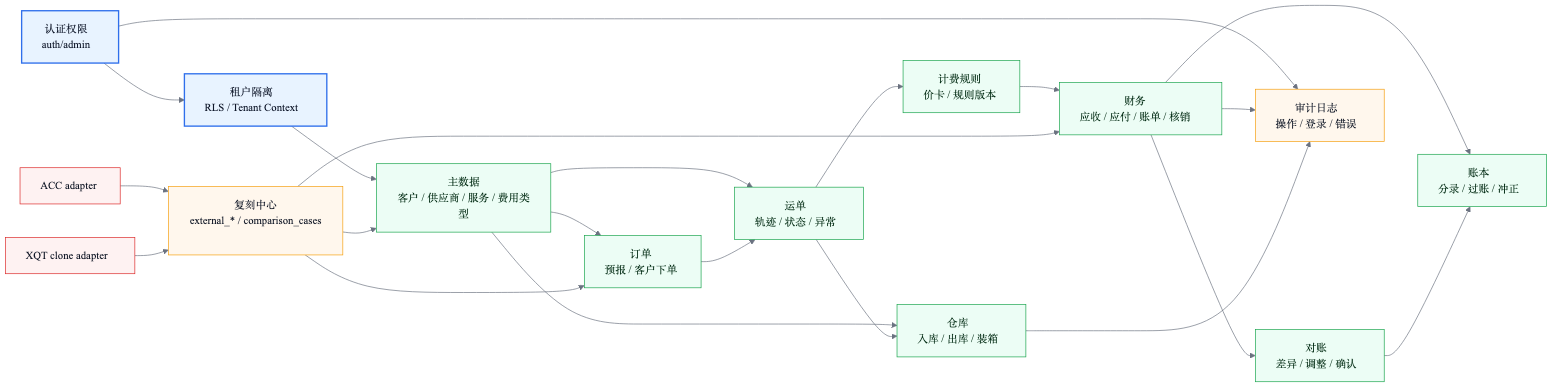 认证权限
auth/admin
租户隔离
RLS / Tenant Context
ACC adapter
XQT clone adapter
复刻中心
external_* / comparison_cases
主数据
客户 / 供应商 / 服务 / 费用类
型
订单
预报 / 客户下单
运单
轨迹 / 状态 / 异常
计费规则
价卡 / 规则版本
仓库
入库 / 出库 / 装箱
财务
应收 / 应付 / 账单 / 核销
审计日志
操作 / 登录 / 错误
对账
差异 / 调整 / 确认
账本
分录 / 过账 / 冲正